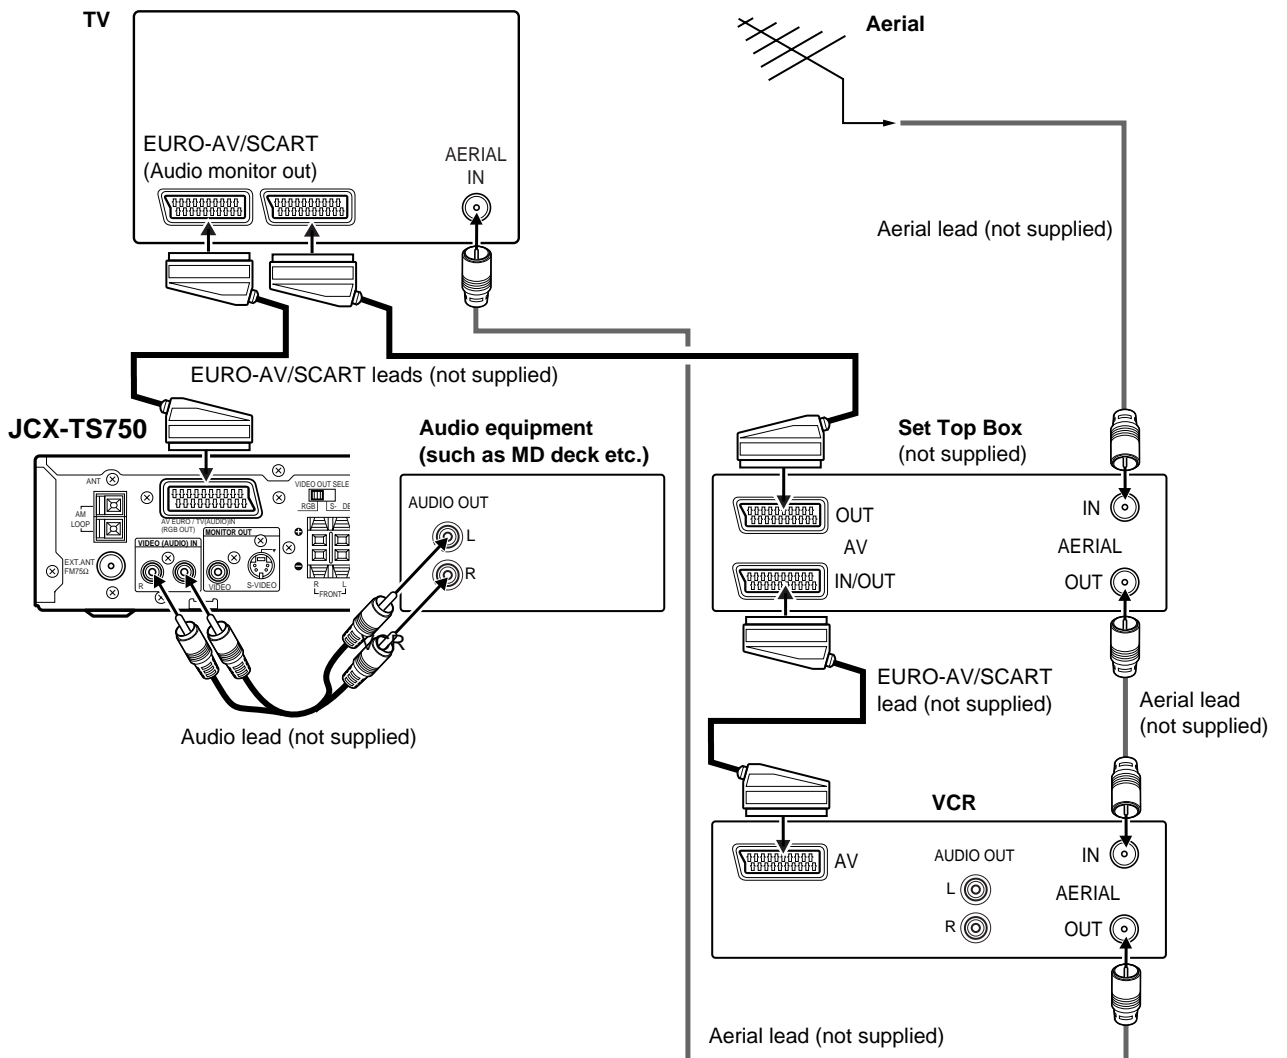 TV
Aerial
EURO-AV/SCART
(Audio monitor out)
AERIAL
IN
Aerial lead (not supplied)
EURO-AV/SCART leads (not supplied)
JCX-TS750
Audio equipment
(such as MD deck etc.)
Set Top Box
(not supplied)
ANT
AM
LOOP
EXT.ANT
FM75Ω
AV EURO / TV(AUDIO)IN
(RGB OUT)
VIDEO OUT SELE
RGB
S-
DE
VIDEO (AUDIO) IN
MONITOR OUT
R
VIDEO
S-VIDEO
R
L
FRONT
AUDIO OUT
L
R
OUT
AV
IN/OUT
IN
AERIAL
OUT
VCR
Audio lead (not supplied)
EURO-AV/SCART
lead (not supplied)
Aerial lead
(not supplied)
VCR
AV
AUDIO OUT
L
R
IN
AERIAL
OUT
Aerial lead (not supplied)